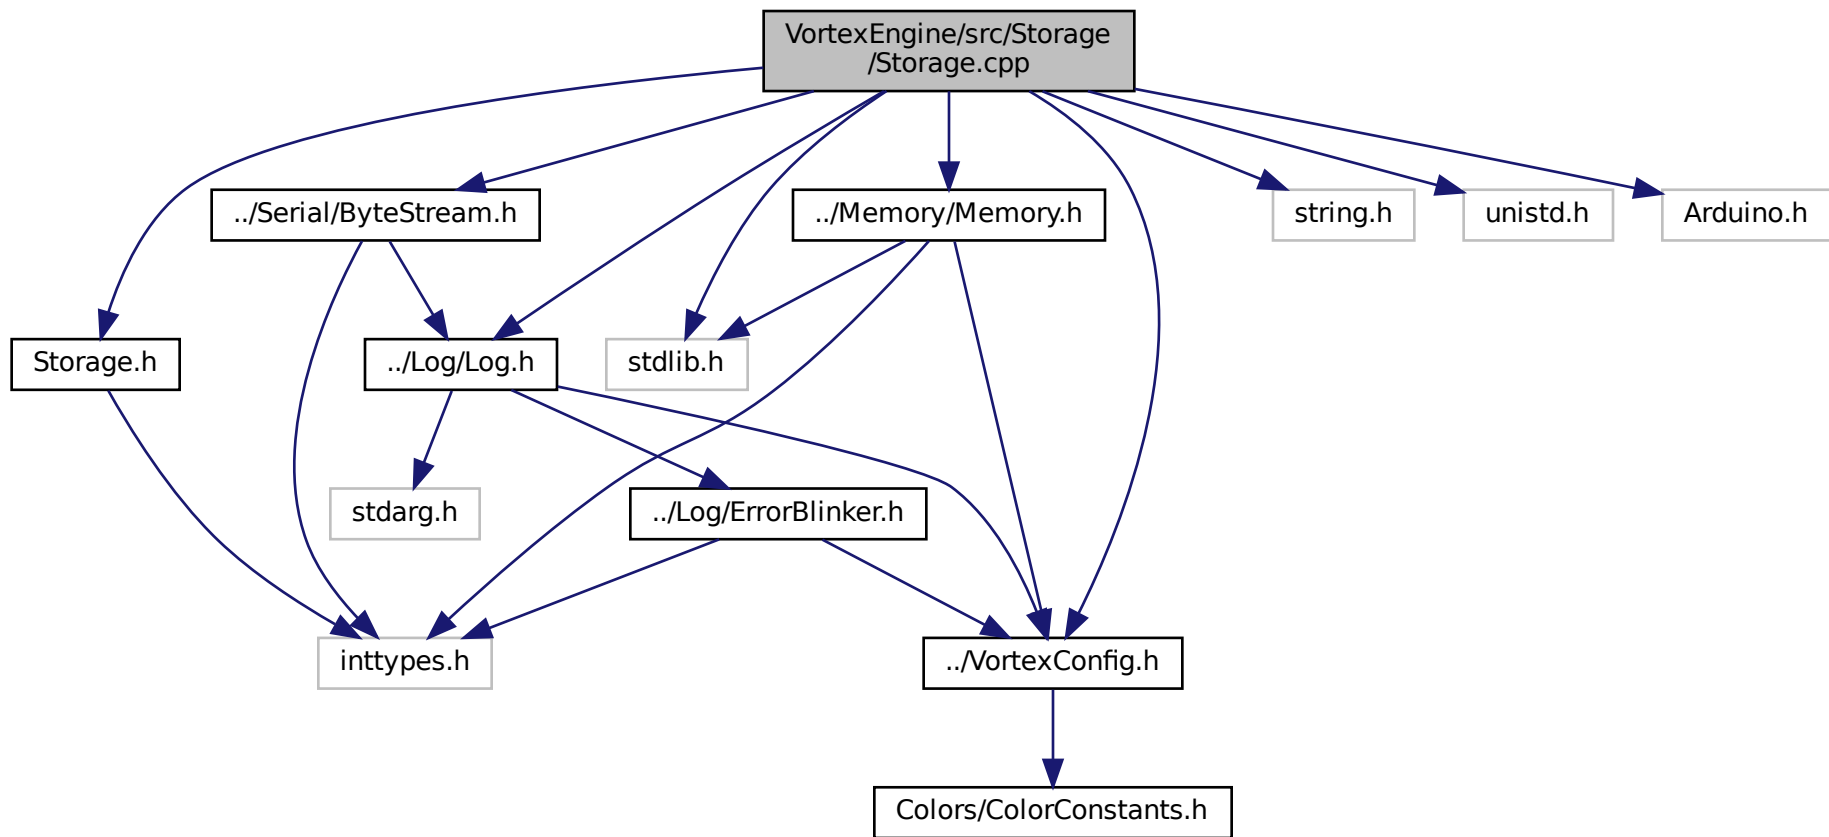 VortexEngine/src/Storage
/Storage.cpp
../Serial/ByteStream.h
../Memory/Memory.h
string.h
unistd.h
Arduino.h
Storage.h
../Log/Log.h
stdlib.h
stdarg.h
../Log/ErrorBlinker.h
inttypes.h
../VortexConfig.h
Colors/ColorConstants.h